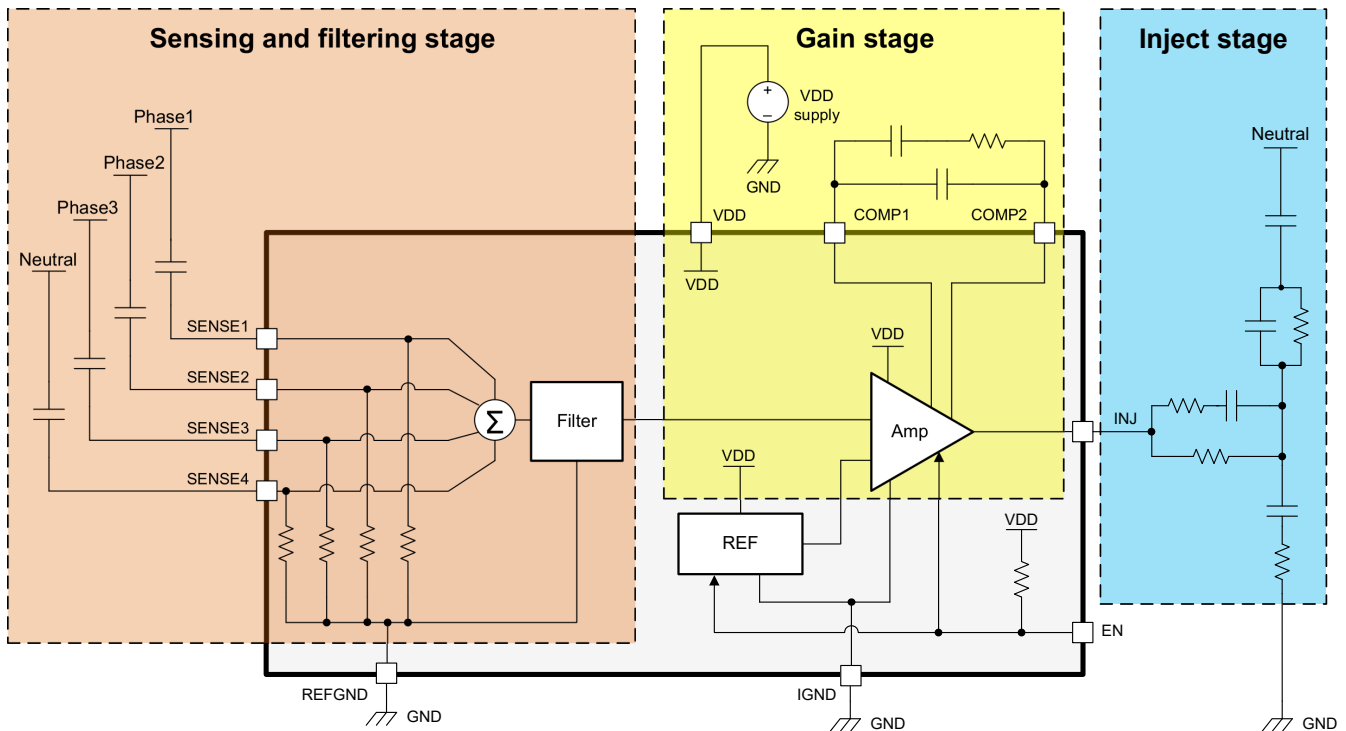 Sensing and filtering stage
Gain stage
Inject stage
Phase1
Phase2
Phase3
Neutral
SENSE1
SENSE2
SENSE3
SENSE4
Σ
Filter
REFGND
GND
+
–
VDD
supply
GND
VDD
VDD
COMP1
COMP2
VDD
Amp
VDD
REF
VDD
IGND
GND
INJ
EN
Neutral
GND